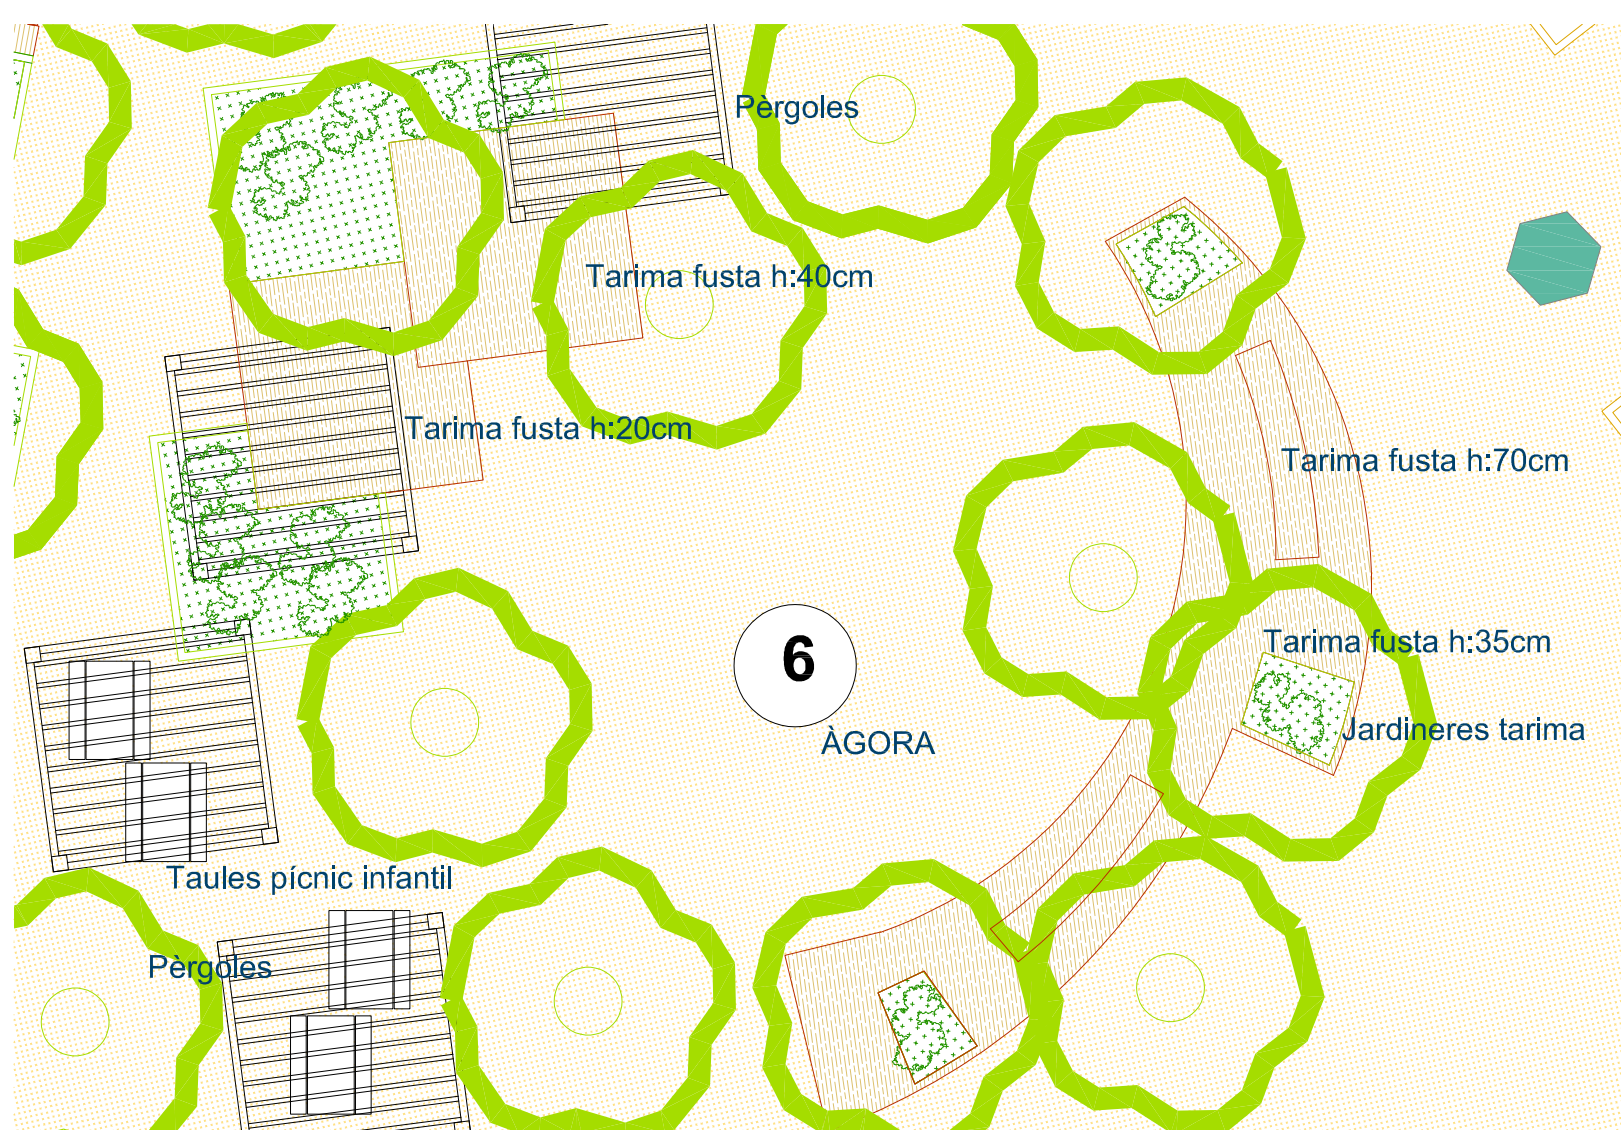 Pèrgoles
Tarima fusta h:40cm
Tarima fusta h:20cm
Tarima fusta h:70cm
Tarima fusta h:35cm
6
Jardineres tarima
ÀGORA
Taules pícnic infantil
Pèrgoles